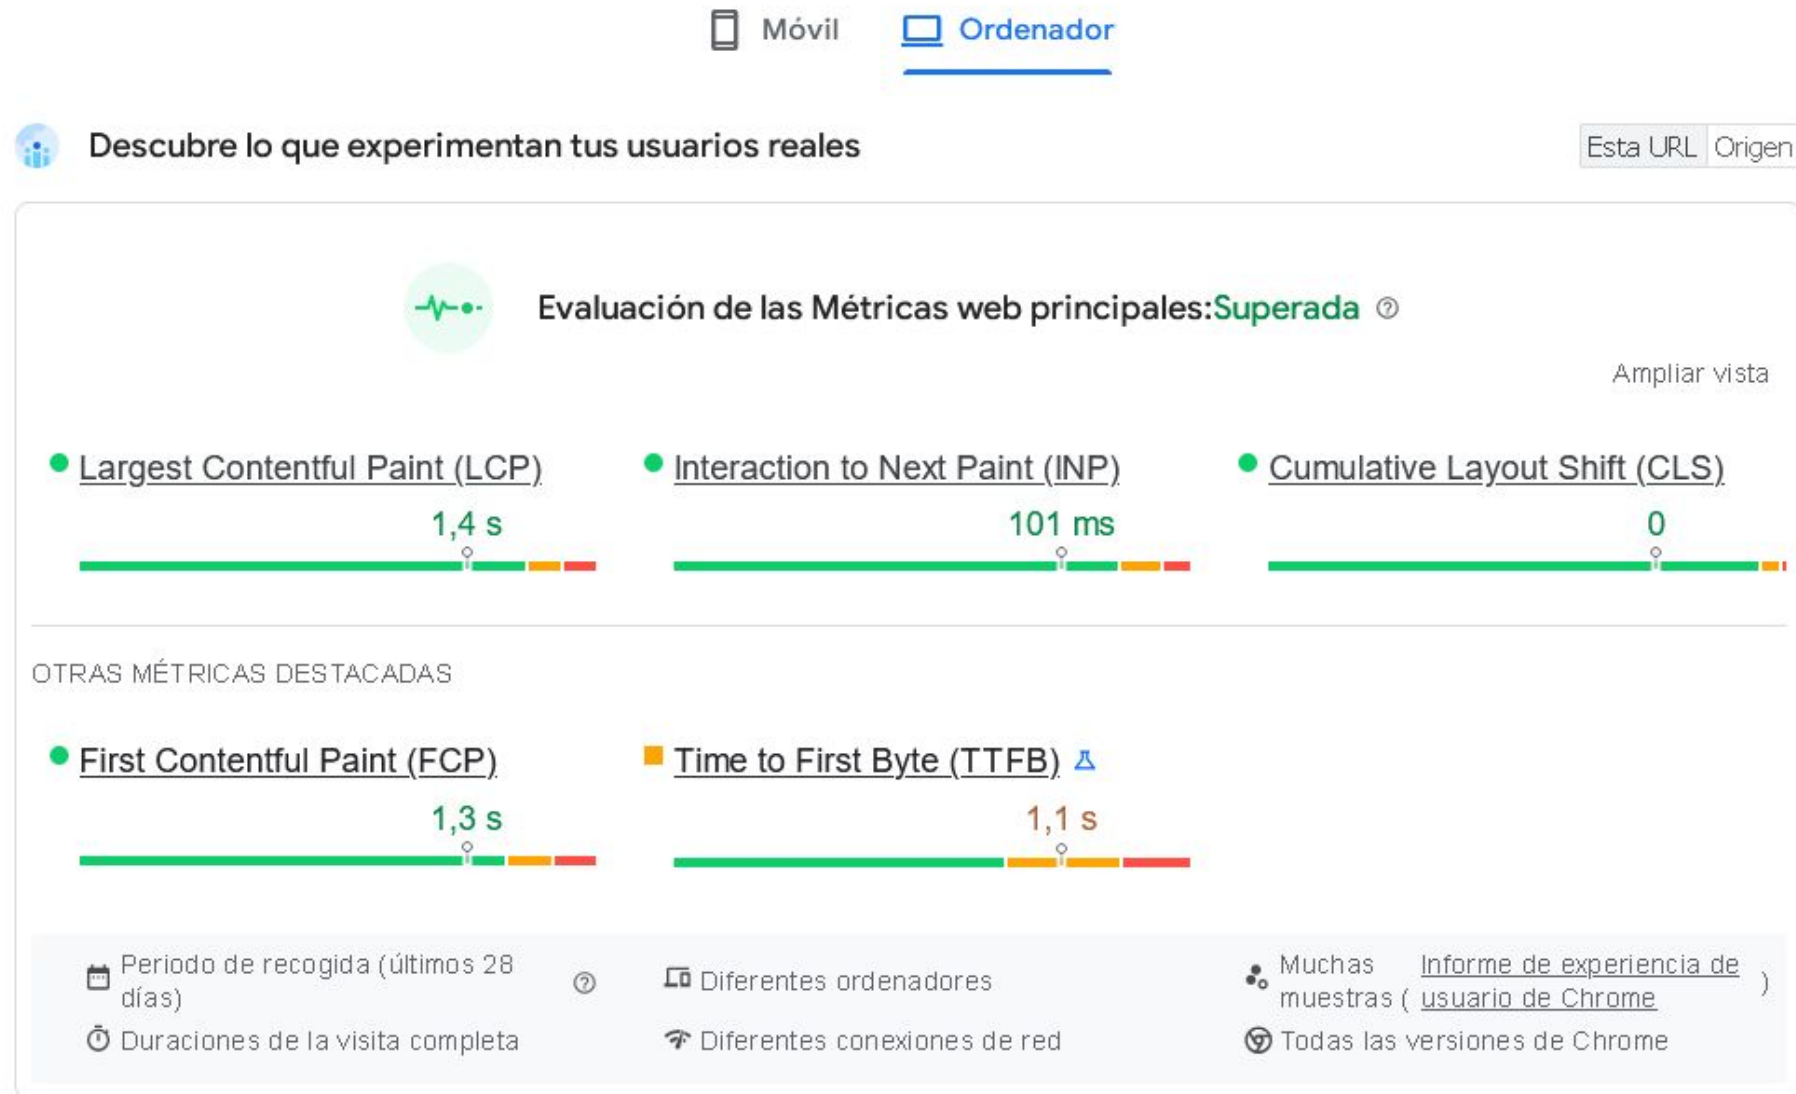 Móvil Ordenador
Descubre lo que experimentan tus usuarios reales
Esta URL Origen
Evaluación de las Métricas web principales:Superada
Ampliar vista
Largest Contentful Paint (LCP)
1,4 s
Interaction to Next Paint (INP)
101 ms
Cumulative Layout Shift (CLS)
0
OTRAS MÉTRICAS DESTACADAS
First Contentful Paint (FCP)
1,3 s
Time to First Byte (TTFB)
1,1 s
Periodo de recogida (últimos 28
días)
Diferentes ordenadores
Muchas Informe de experiencia de
muestras ( usuario de Chrome )
Duraciones de la visita completa
Diferentes conexiones de red
Todas las versiones de Chrome